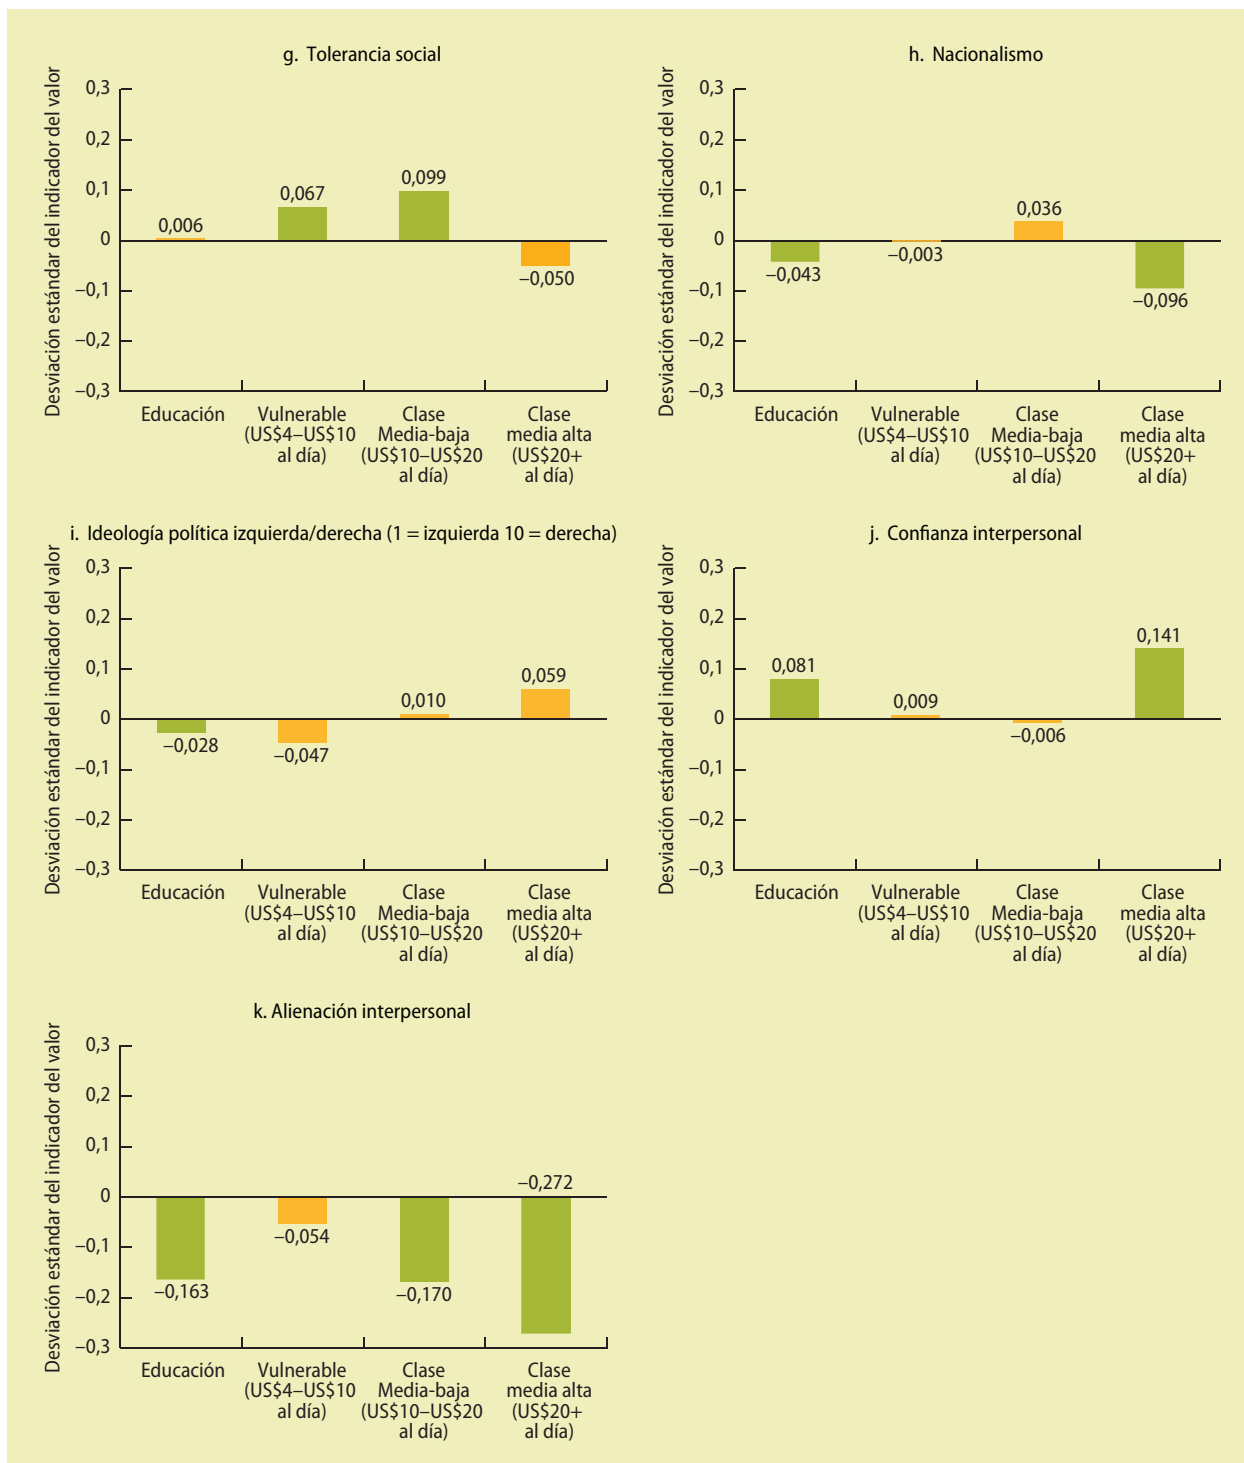 g. Tolerancia social
Desviación estándar del indicador del valor
0,3
0,2
0,1
0
–0,1
–0,2
–0,3
0,006
0,067
0,099
–0,050
Educación
Vulnerable
(US$4–US$10
al día)
Clase
Media-baja
(US$10–US$20
al día)
Clase
media alta
(US$20+
al día)
h. Nacionalismo
Desviación estándar del indicador del valor
0,3
0,2
0,1
0
–0,1
–0,2
–0,3
–0,043
–0,003
0,036
–0,096
Educación
Vulnerable
(US$4–US$10
al día)
Clase
Media-baja
(US$10–US$20
al día)
Clase
media alta
(US$20+
al día)
i. Ideología política izquierda/derecha (1 = izquierda 10 = derecha)
Desviación estándar del indicador del valor
0,3
0,2
0,1
0
–0,1
–0,2
–0,3
–0,028
–0,047
0,010
0,059
Educación
Vulnerable
(US$4–US$10
al día)
Clase
Media-baja
(US$10–US$20
al día)
Clase
media alta
(US$20+
al día)
j. Confianza interpersonal
Desviación estándar del indicador del valor
0,3
0,2
0,1
0
–0,1
–0,2
–0,3
0,081
0,009
–0,006
0,141
Educación
Vulnerable
(US$4–US$10
al día)
Clase
Media-baja
(US$10–US$20
al día)
Clase
media alta
(US$20+
al día)
k. Alienación interpersonal
Desviación estándar del indicador del valor
0,3
0,2
0,1
0
–0,1
–0,2
–0,3
–0,163
–0,054
–0,170
–0,272
Educación
Vulnerable
(US$4–US$10
al día)
Clase
Media-baja
(US$10–US$20
al día)
Clase
media alta
(US$20+
al día)